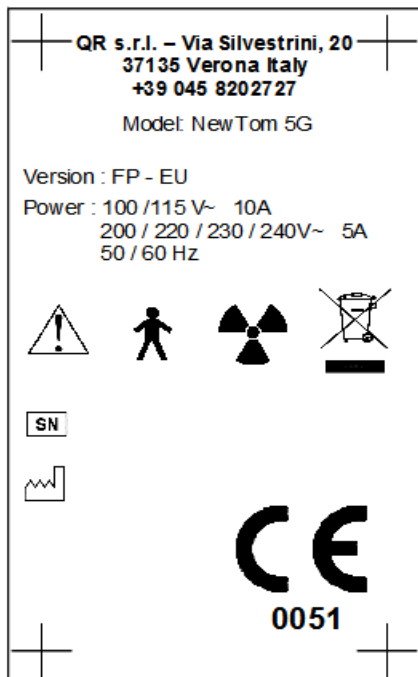 QR s.r.l. – Via Silvestrini, 20
37135 Verona Italy
+39 045 8202727
Model: NewTom 5G
Version : FP - EU
Power : 100 /115 V~ 10A
200 / 220 / 230 / 240V~ 5A
50 / 60 Hz
SN
CE
0051